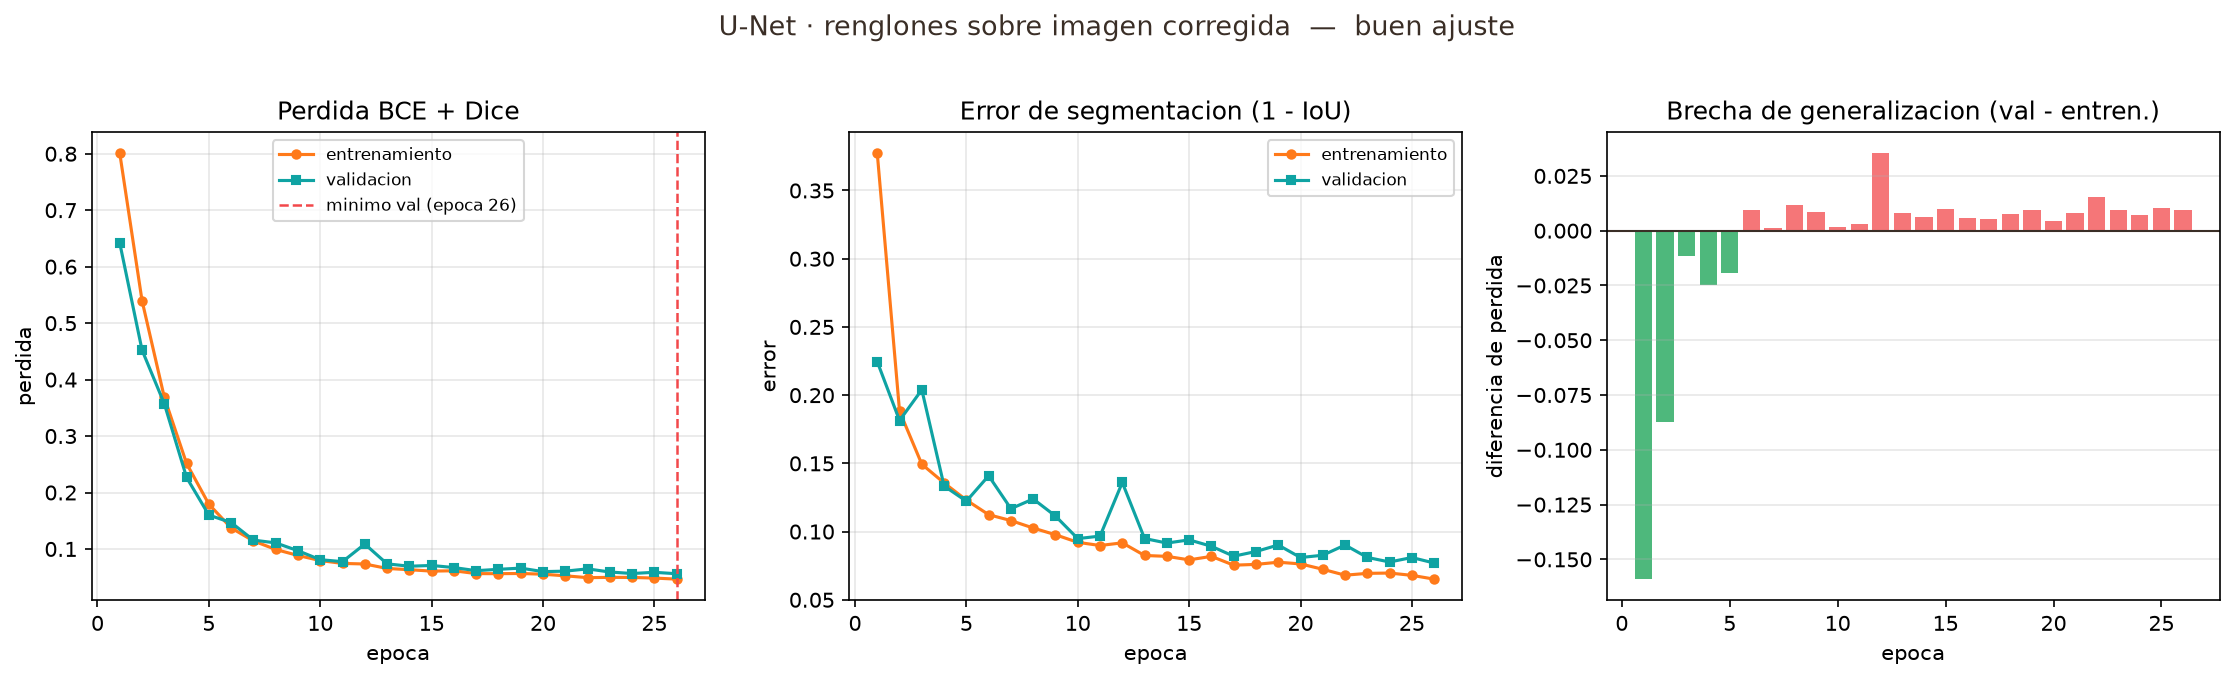 U-Net · renglones sobre imagen corregida — buen ajuste
Perdida BCE + Dice
entrenamiento
validacion
minimo val (epoca 26)
perdida
0.8
0.7
0.6
0.5
0.4
0.3
0.2
0.1
0 5 10 15 20 25
epoca
Error de segmentacion (1 - IoU)
entrenamiento
validacion
error
0.35
0.30
0.25
0.20
0.15
0.10
0.05
0 5 10 15 20 25
epoca
Brecha de generalizacion (val - entren.)
diferencia de perdida
0.025
0.000
−0.025
−0.050
−0.075
−0.100
−0.125
−0.150
0 5 10 15 20 25
epoca